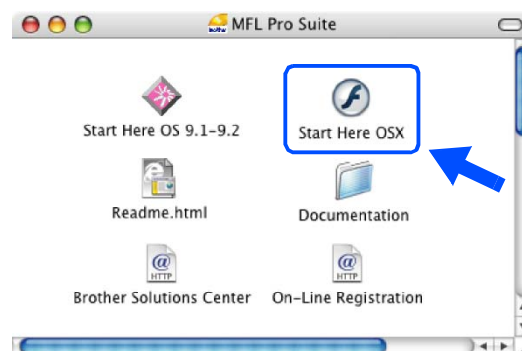 MFL Pro Suite
Start Here OS 9.1-9.2
Start Here OSX
Readme.html
Documentation
@
HTTP
@
HTTP
Brother Solutions Center
On-Line Registration